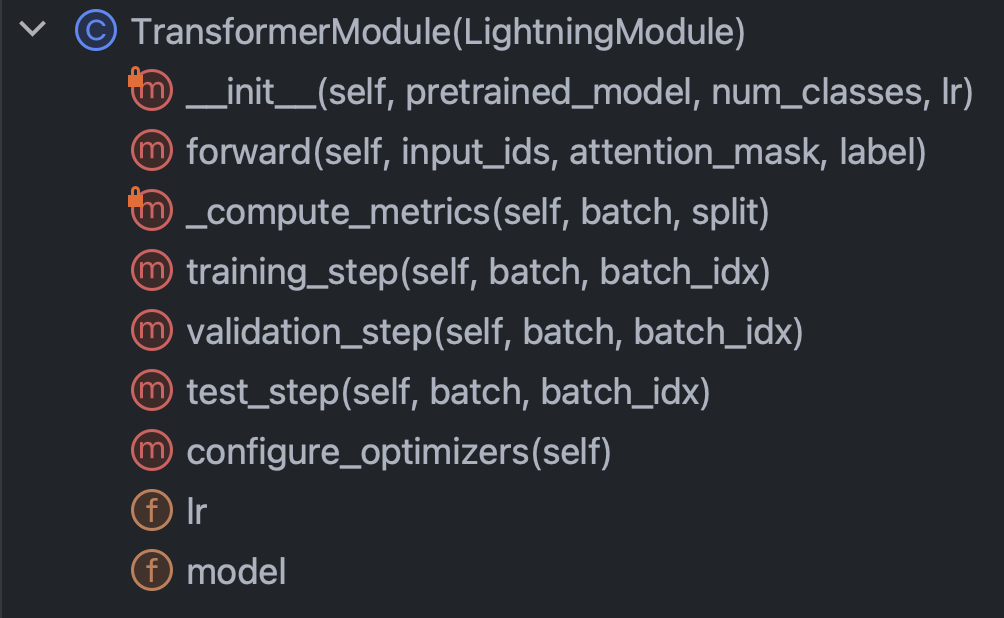 TransformerModule(LightningModule)
__init__(self, pretrained_model, num_classes, lr)
forward(self, input_ids, attention_mask, label)
_compute_metrics(self, batch, split)
training_step(self, batch, batch_idx)
validation_step(self, batch, batch_idx)
test_step(self, batch, batch_idx)
configure_optimizers(self)
lr
model